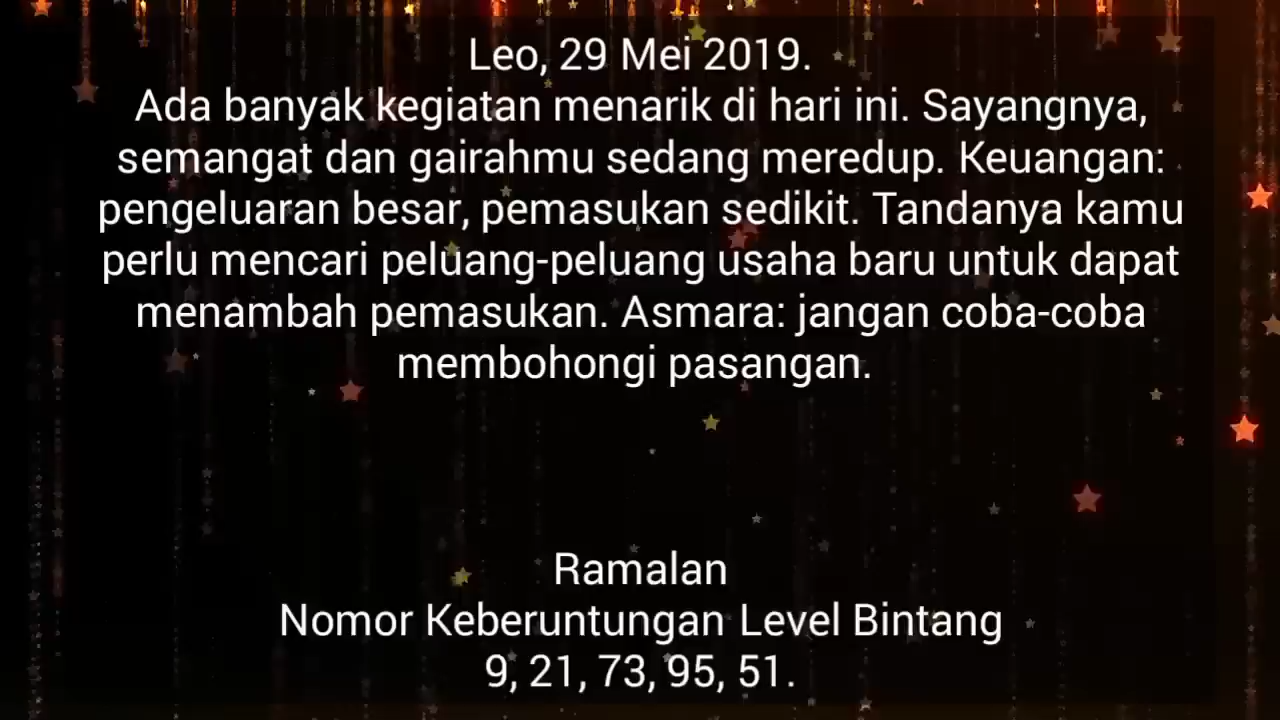 Leo, 29 Mei 2019.
Ada banyak kegiatan menarik di hari ini. Sayangnya,
semangat dan gairahmu sedang meredup. Keuangan:
pengeluaran besar, pemasukan sedikit. Tandanya kamu
perlu mencari peluang-peluang usaha baru untuk dapat
menambah pemasukan. Asmara: jangan coba-coba
membohongi pasangan.
Ramalan
Nomor Keberuntungan Level Bintang
9, 21, 73, 95, 51.